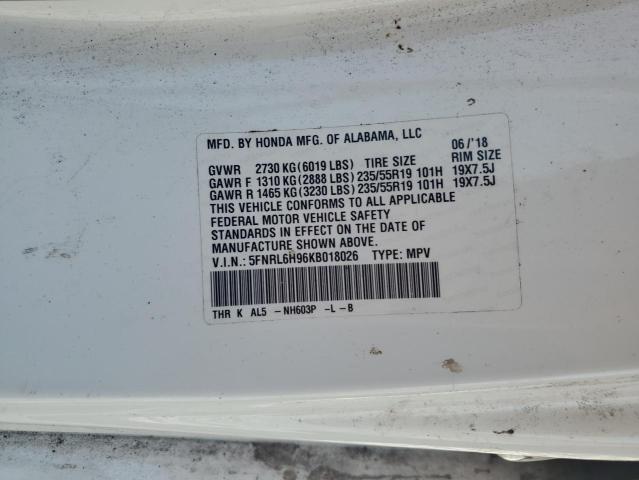 MFD. BY HONDA MFG. OF ALABAMA, LLC 06/'18
GVWR 2730 KG(6019 LBS) TIRE SIZE RIM SIZE
GAWR F 1310 KG(2888 LBS) 235/55R19 101H 19X7.5J
GAWR R 1465 KG(3230 LBS) 235/55R19 101H 19X7.5J
THIS VEHICLE CONFORMS TO ALL APPLICABLE
FEDERAL MOTOR VEHICLE SAFETY
STANDARDS IN EFFECT ON THE DATE OF
MANUFACTURE SHOWN ABOVE.
V.I.N.: 5FNRL6H96KB018026 TYPE: MPV
THR K AL5 -NH603P -L-B